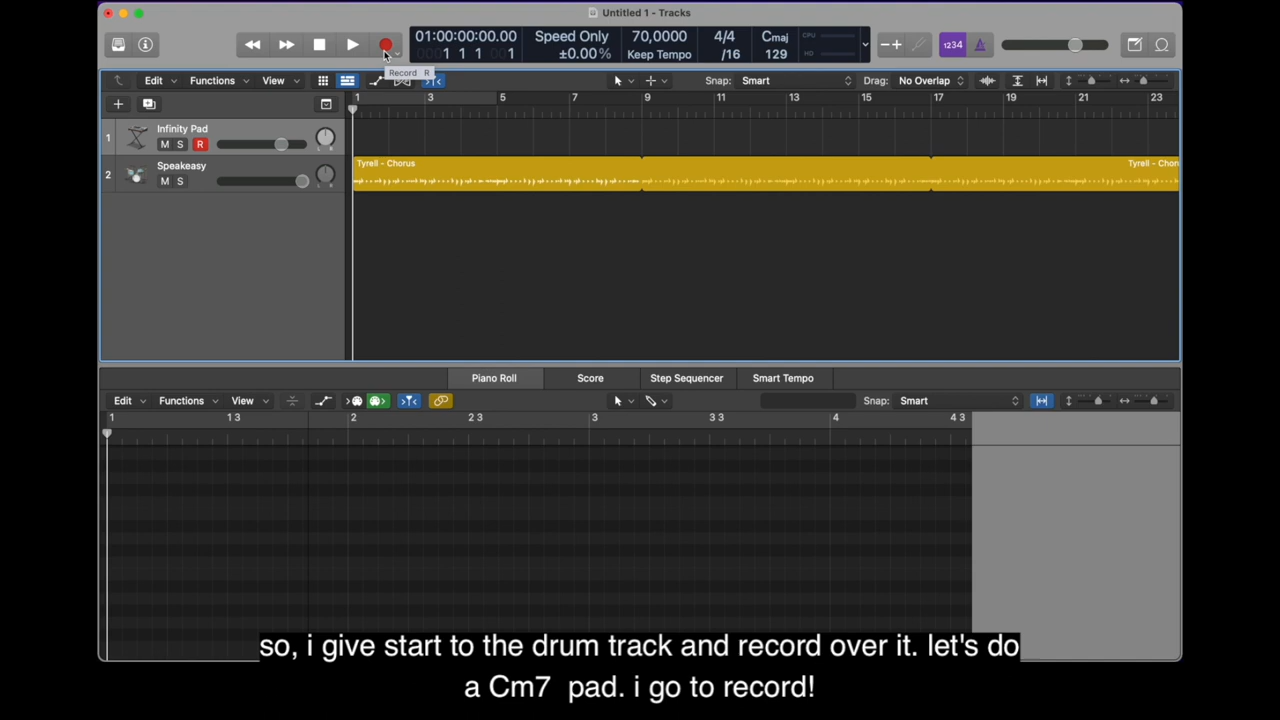 Untitled 1 - Tracks
01:00:00:00.00 Speed Only 70,0000 4/4 Cmaj CPU 1234
1 1 1 1 ±0.00% Keep Tempo /16 129 HD
Record R
Edit Functions View Snap: Smart Drag: No Overlap
1 3 5 7 9 11 13 15 17 19 21 23
1 Infinity Pad
M S R
2 Speakeasy Tyrell - Chorus Tyrell - Chor
M S
Piano Roll Score Step Sequencer Smart Tempo
Edit Functions View Snap: Smart
1 1 3 2 2 3 3 3 3 4 4 3
so, i give start to the drum track and record over it. let's do
a Cm7 pad. i go to record!